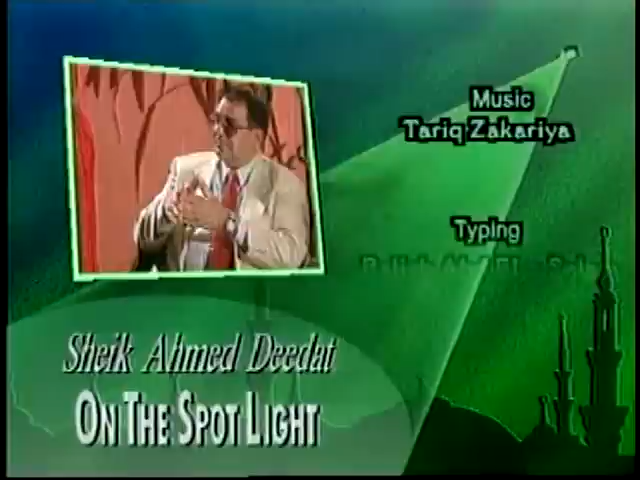 Music
Tariq Zakariya
Typing
Sheik Ahmed Deedat
ON THE SPOT LIGHT